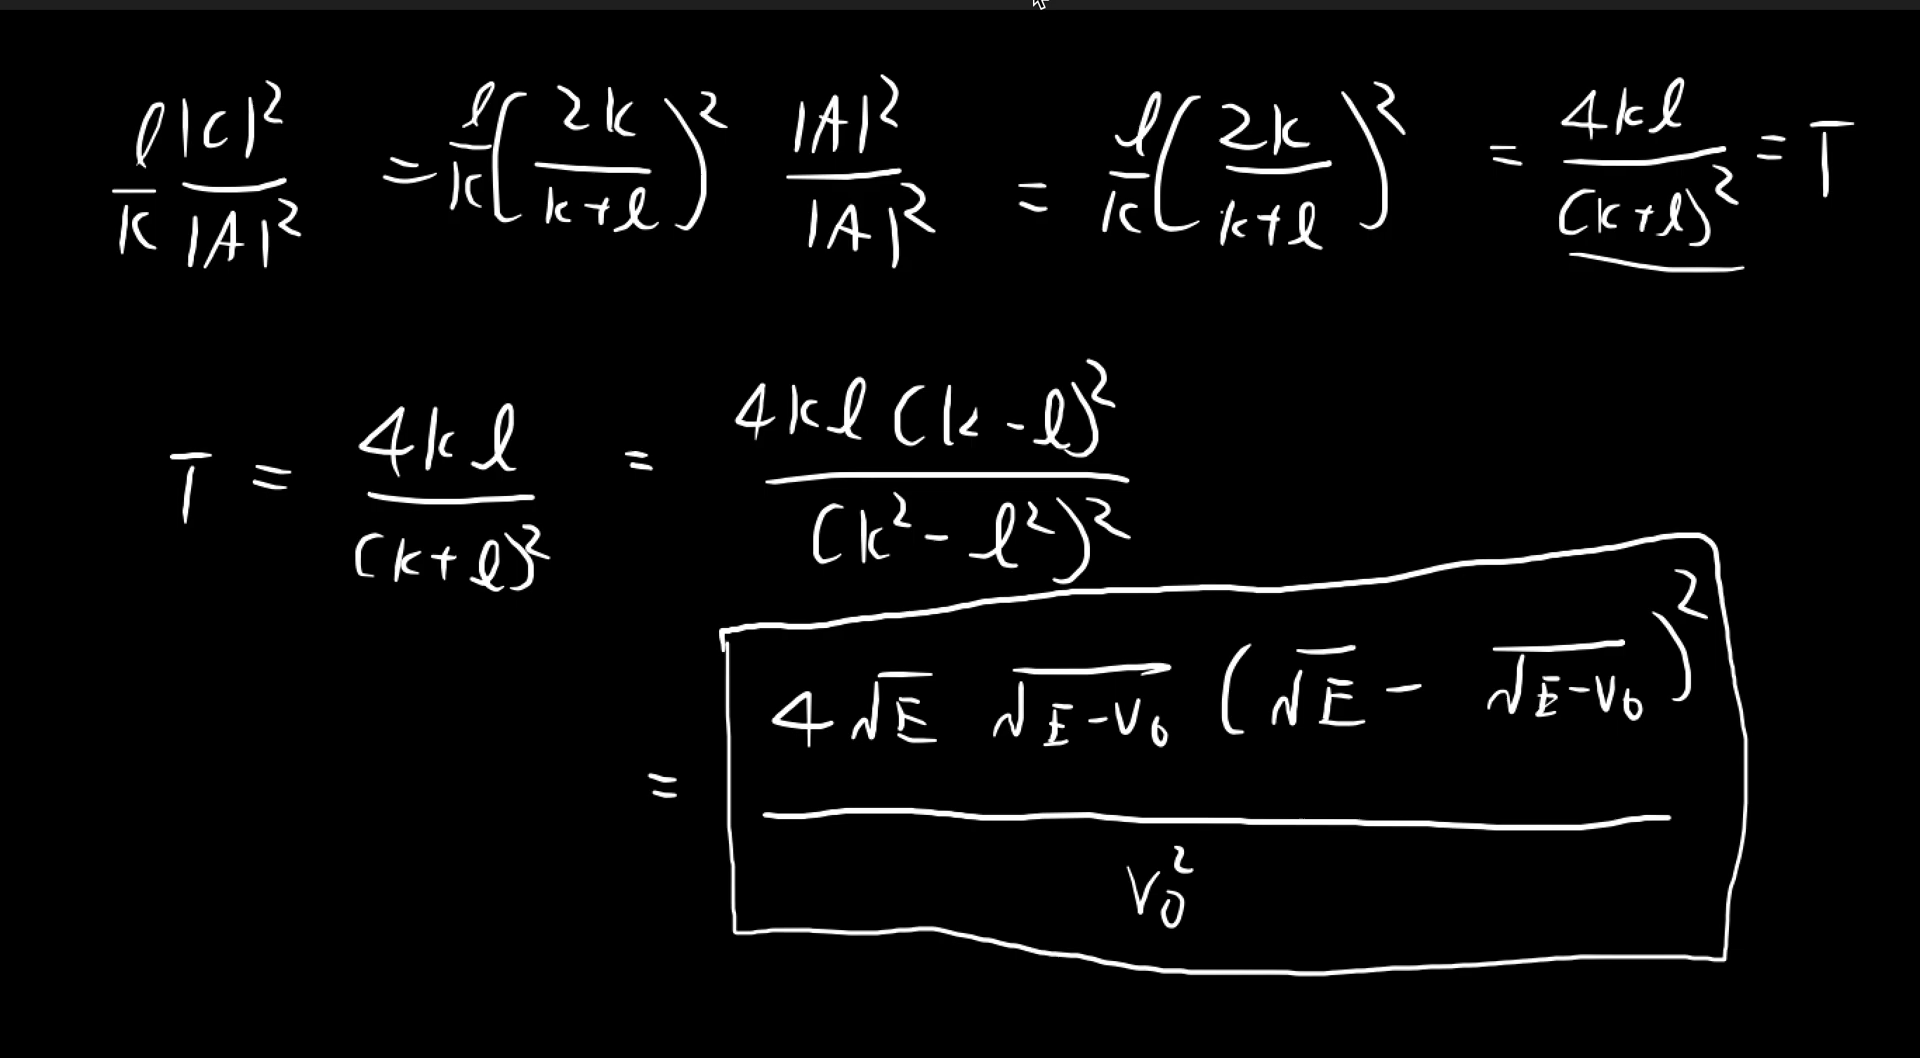 ℓ/k |C|²/|A|² = ℓ/k (2k/(k+ℓ))² |A|²/|A|² = ℓ/k (2k/(k+ℓ))² = 4kℓ/(k+ℓ)² = T
T = 4kℓ/(k+ℓ)² = 4kℓ(k-ℓ)²/(k²-ℓ²)²
= 4√E √(E-V₀) (√E - √(E-V₀))²/V₀²